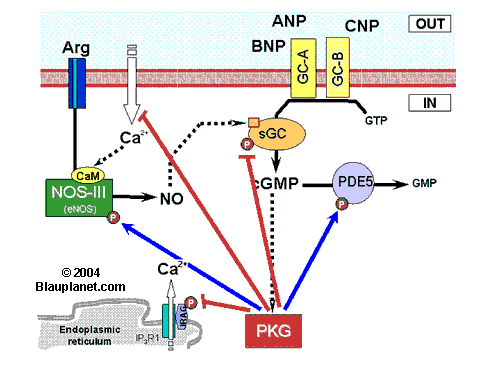 ANP
CNP
OUT
BNP
Arg
GC-A
GC-B
IN
GTP
Ca2+
sGC
P
CaM
NOS-III
(eNOS)
NO
cGMP
PDE5
GMP
P
P
© 2004
Blauplanet.com
Ca2+
P
IRAG
Endoplasmic
reticulum
IP3R1
PKG